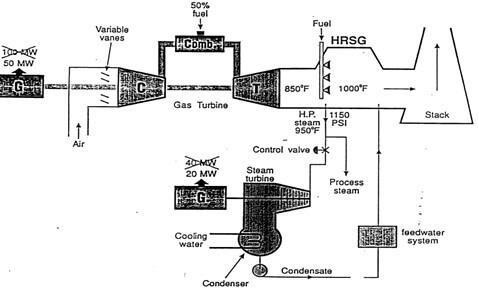 50%
fuel
Fuel
Variable
vanes
100 MW
50 MW
Comb.
HRSG
G
C
T
850°F
1000°F
Gas Turbine
Air
H.P.
steam
950°F
1150
PSI
Stack
Control valve
40 MW
20 MW
Steam
turbine
Process
steam
G
Cooling
water
feedwater
system
Condensate
Condenser